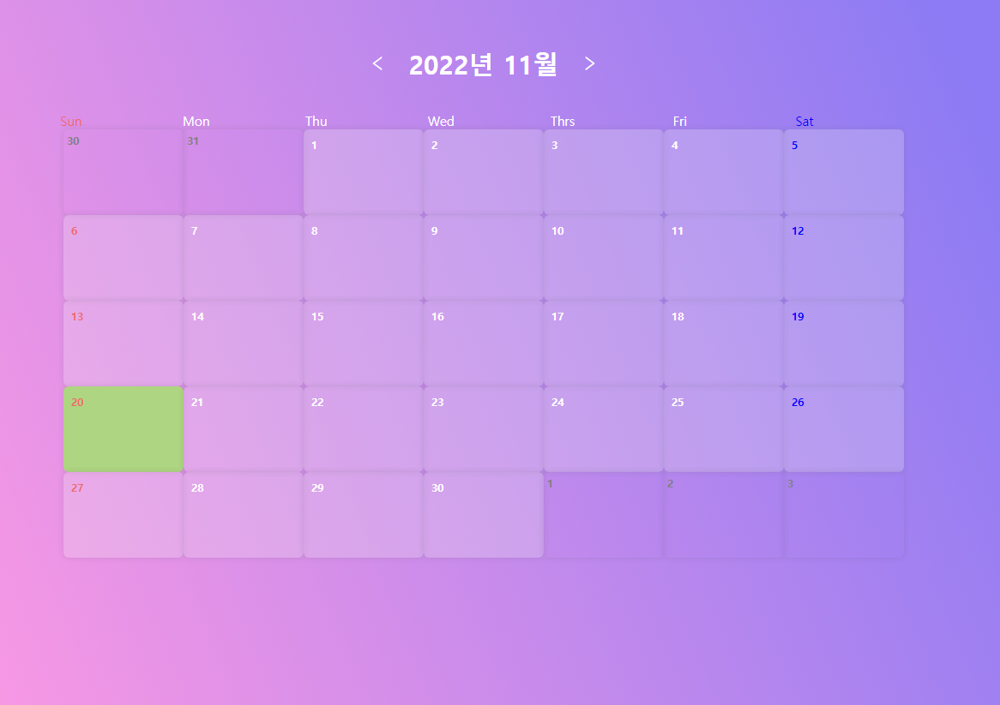 < 2022년 11월 >
Sun Mon Thu Wed Thrs Fri Sat
30 31 1 2 3 4 5
6 7 8 9 10 11 12
13 14 15 16 17 18 19
20 21 22 23 24 25 26
27 28 29 30 1 2 3